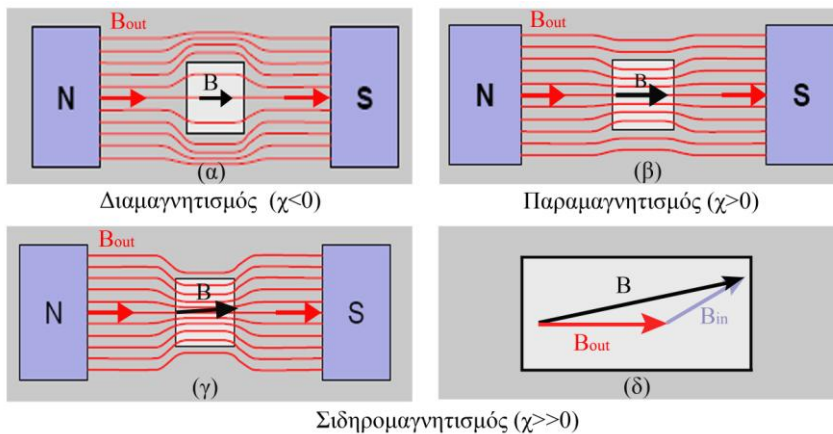 Bout
N
B
S
(α)
Διαμαγνητισμός (χ<0)
Bout
N
B
S
(β)
Παραμαγνητισμός (χ>0)
Bout
N
B
S
(γ)
B
Bin
Bout
(δ)
Σιδηρομαγνητισμός (χ>>0)